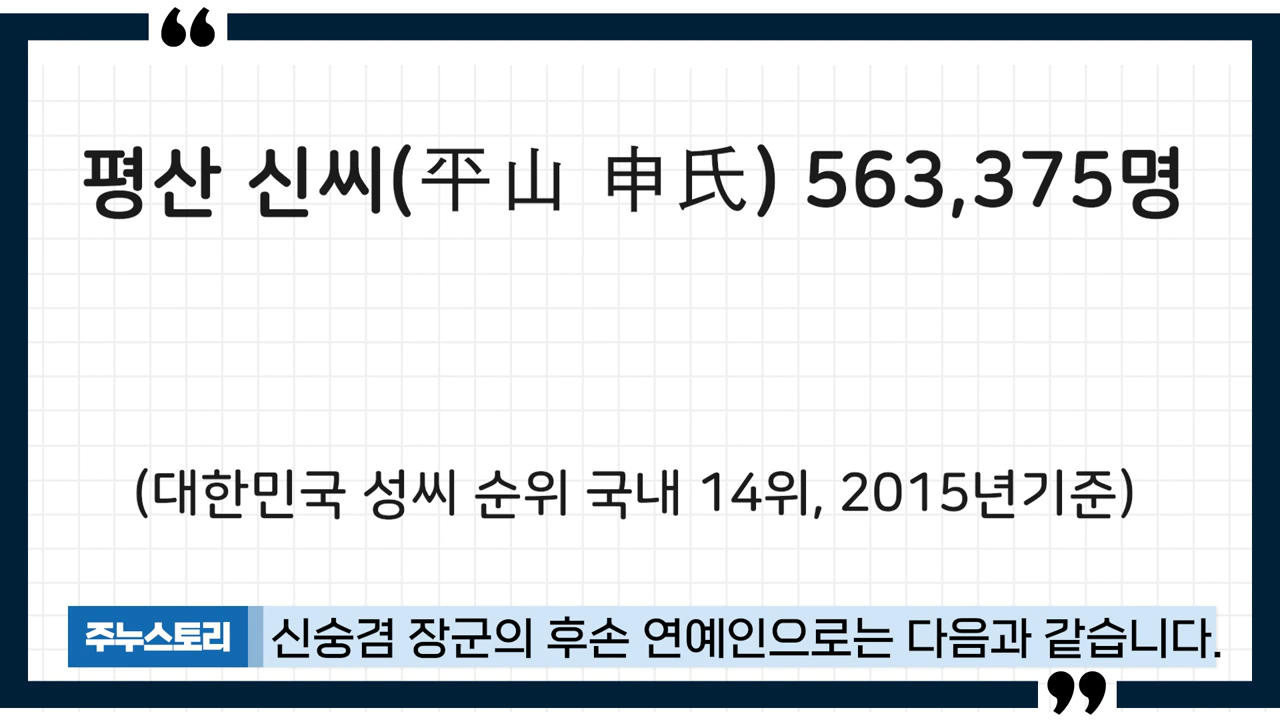 평산 신씨(平山 申氏) 563,375명
(대한민국 성씨 순위 국내 14위, 2015년기준)
주누스토리
신숭겸 장군의 후손 연예인으로는 다음과 같습니다.